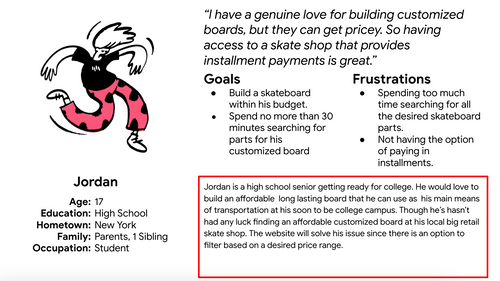 “I have a genuine love for building customized
boards, but they can get pricey. So having
access to a skate shop that provides
installment payments is great.”
Goals
● Build a skateboard
within his budget.
● Spend no more than 30
minutes searching for
parts for his
customized board
Frustrations
● Spending too much
time searching for all
the desired skateboard
parts.
● Not having the option
of paying in
installments.
Jordan
Age: 17
Education: High School
Hometown: New York
Family: Parents, 1 Sibling
Occupation: Student
Jordan is a high school senior getting ready for college. He would love to
build an affordable long lasting board that he can use as his main means
of transportation at his soon to be college campus. Though he’s hasn’t
had any luck finding an affordable customized board at his local big retail
skate shop. The website will solve his issue since there is an option to
filter based on a desired price range.